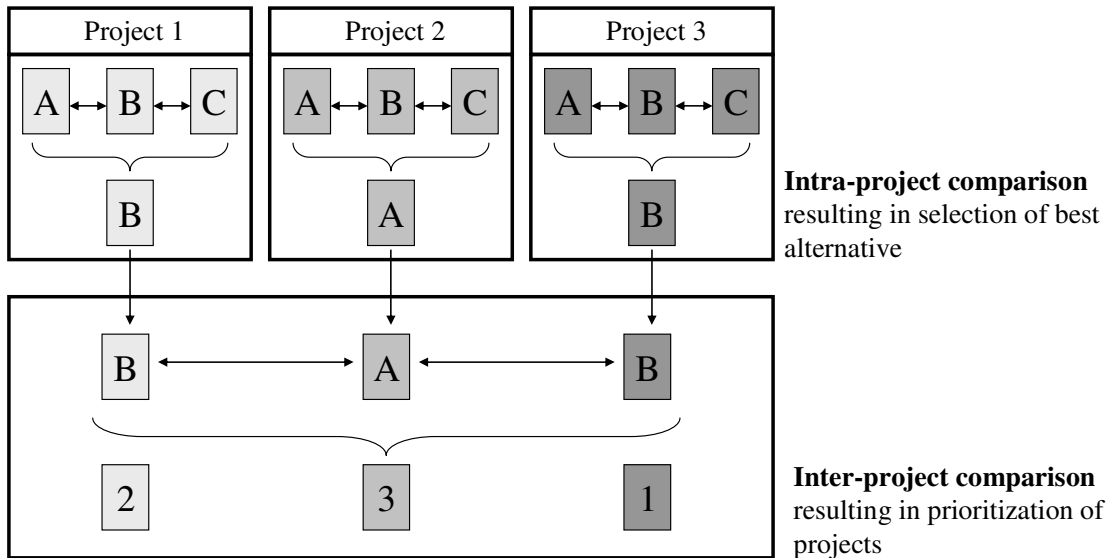 Project 1
Project 2
Project 3
A B C
A B C
A B C
B
A
B
Intra-project comparison
resulting in selection of best
alternative
B
A
B
2
3
1
Inter-project comparison
resulting in prioritization of
projects